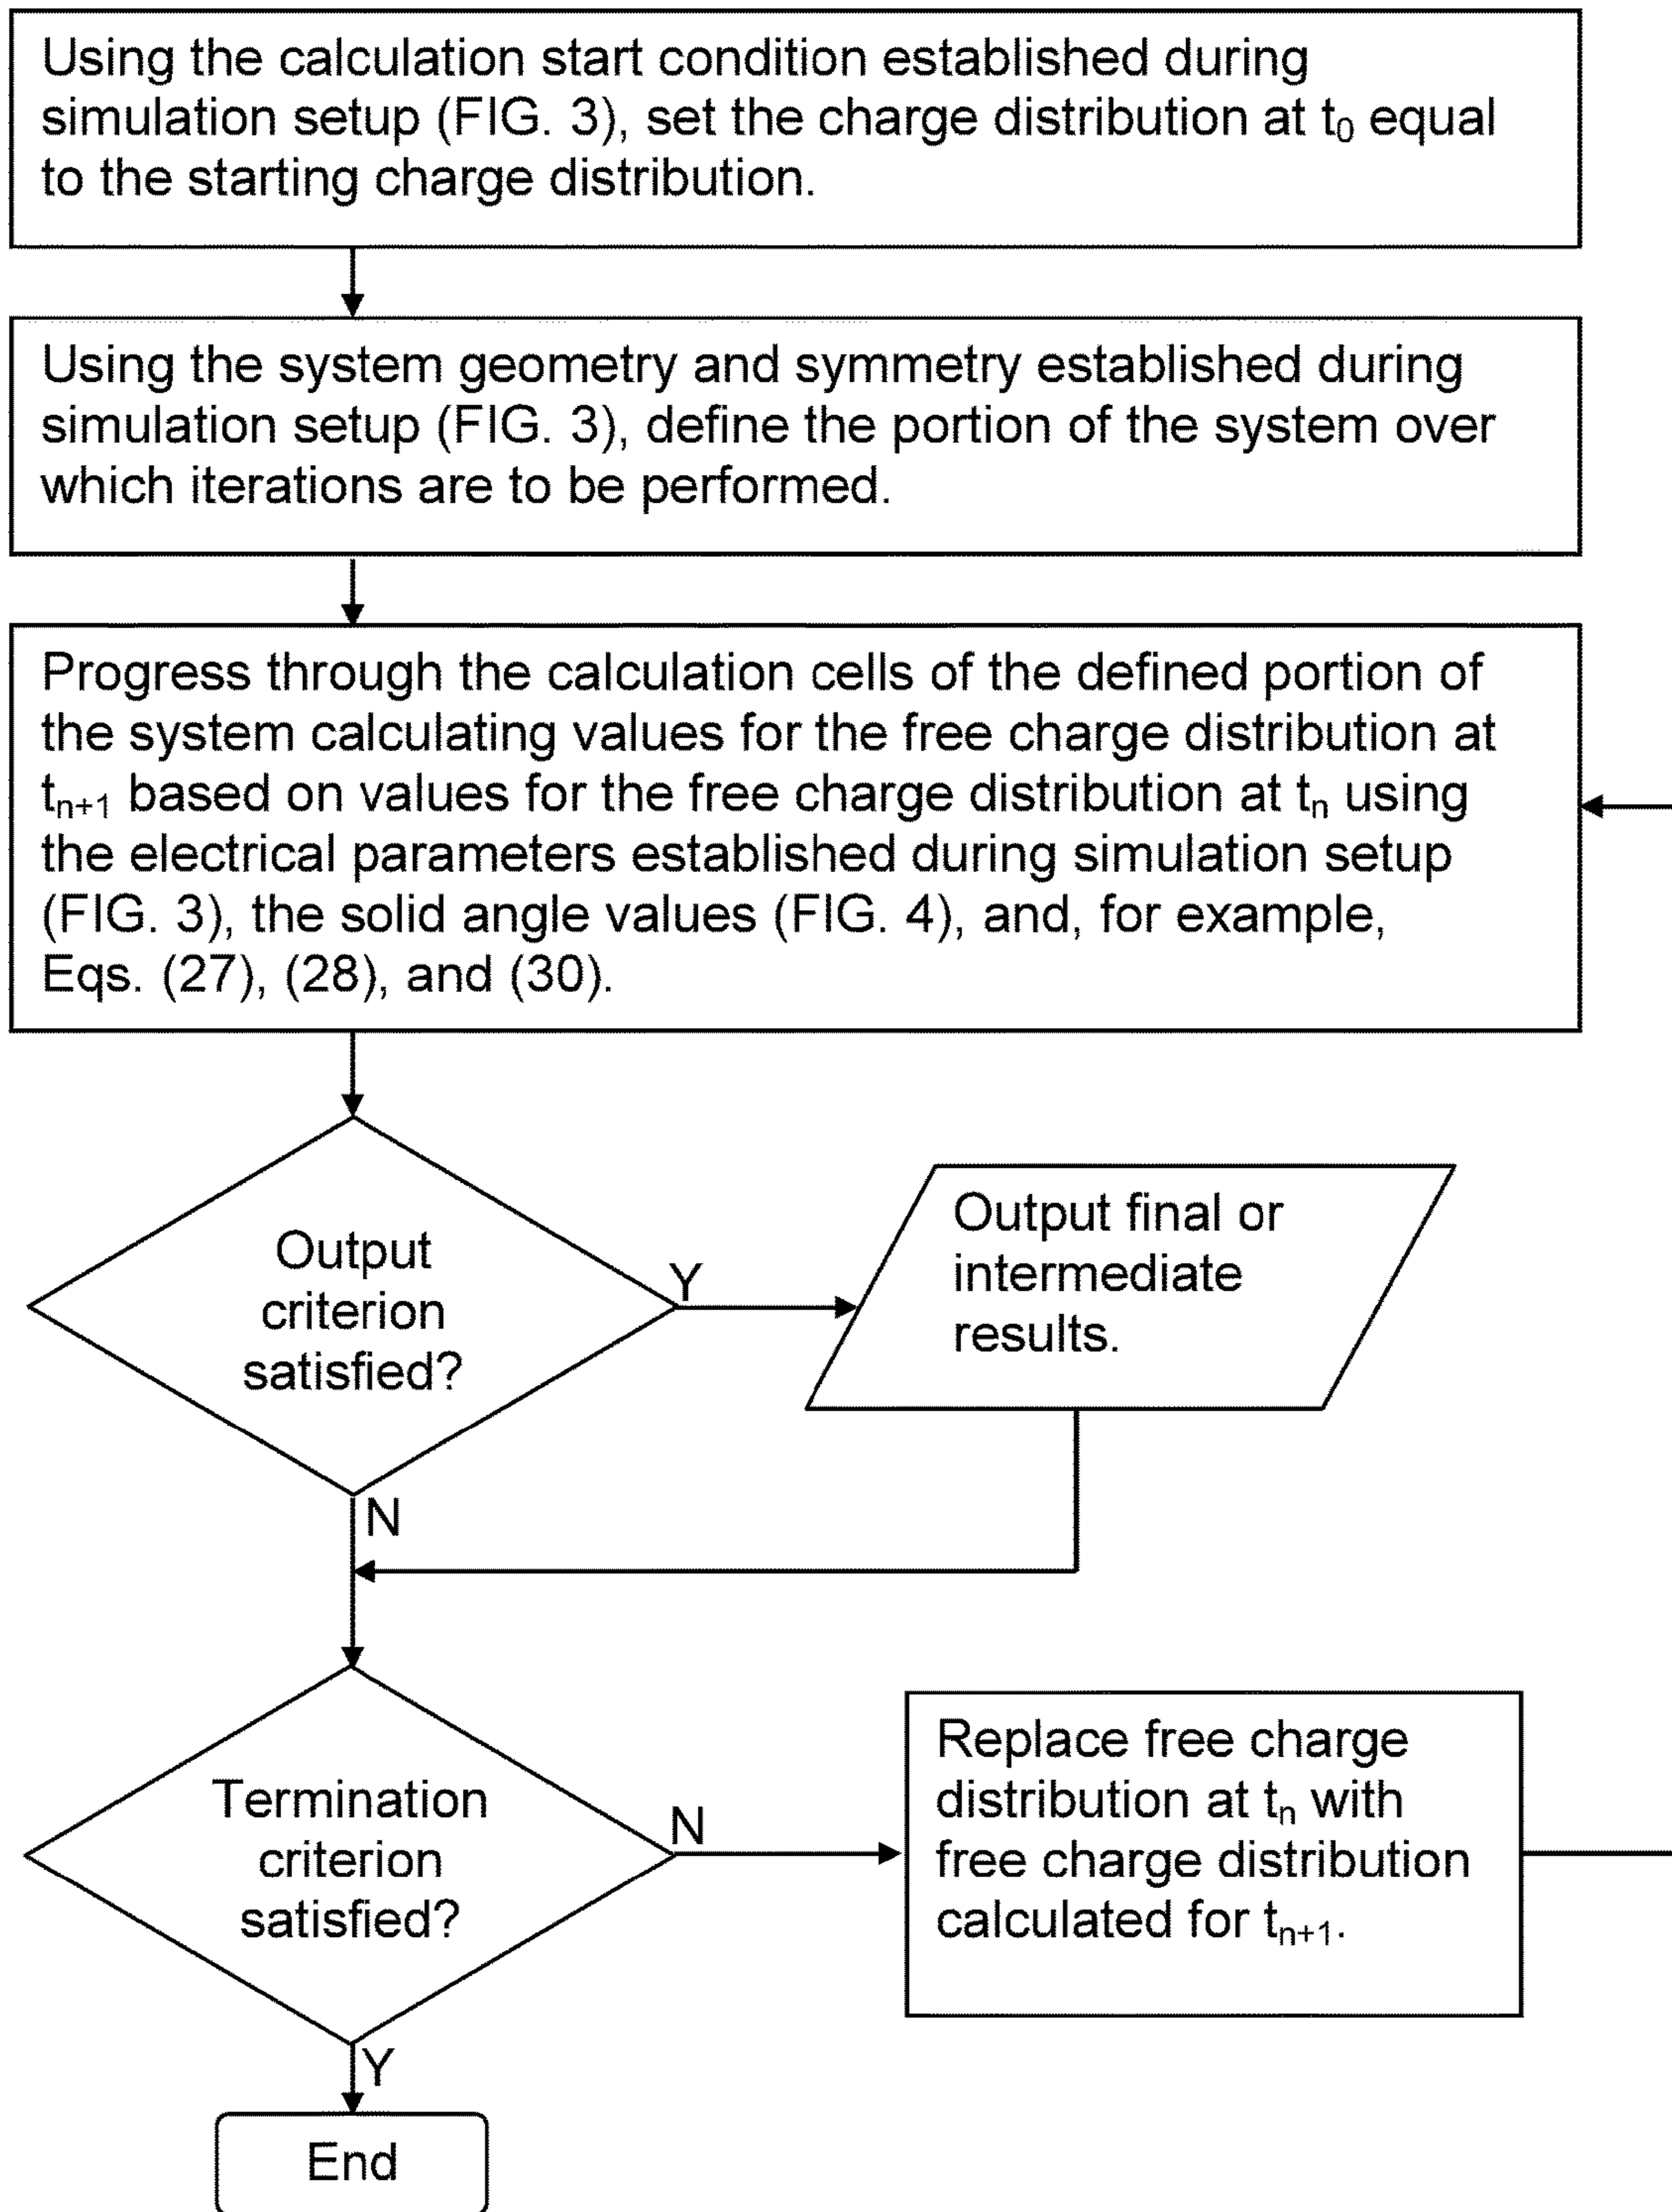 Using the calculation start condition established during
simulation setup (FIG. 3), set the charge distribution at t₀ equal
to the starting charge distribution.
Using the system geometry and symmetry established during
simulation setup (FIG. 3), define the portion of the system over
which iterations are to be performed.
Progress through the calculation cells of the defined portion of
the system calculating values for the free charge distribution at
tₙ₊₁ based on values for the free charge distribution at tₙ using
the electrical parameters established during simulation setup
(FIG. 3), the solid angle values (FIG. 4), and, for example,
Eqs. (27), (28), and (30).
Output
criterion
satisfied?
Y
Output final or
intermediate
results.
N
Termination
criterion
satisfied?
N
Replace free charge
distribution at tₙ with
free charge distribution
calculated for tₙ₊₁.
Y
End